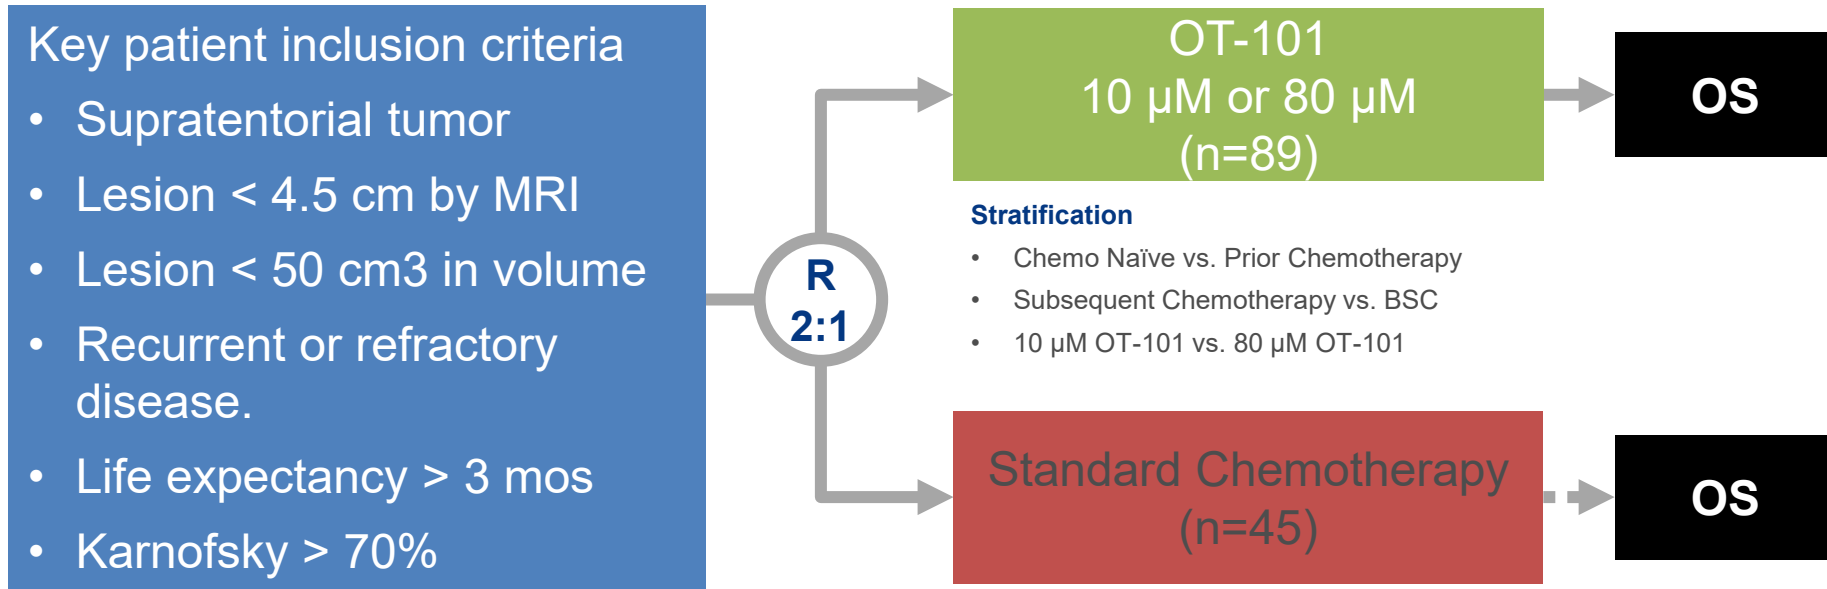 Key patient inclusion criteria
• Supratentorial tumor
• Lesion < 4.5 cm by MRI
• Lesion < 50 cm3 in volume
• Recurrent or refractory
disease.
• Life expectancy > 3 mos
• Karnofsky > 70%
R
2:1
OT-101
10 µM or 80 µM
(n=89)
OS
Stratification
• Chemo Naïve vs. Prior Chemotherapy
• Subsequent Chemotherapy vs. BSC
• 10 µM OT-101 vs. 80 µM OT-101
Standard Chemotherapy
(n=45)
OS